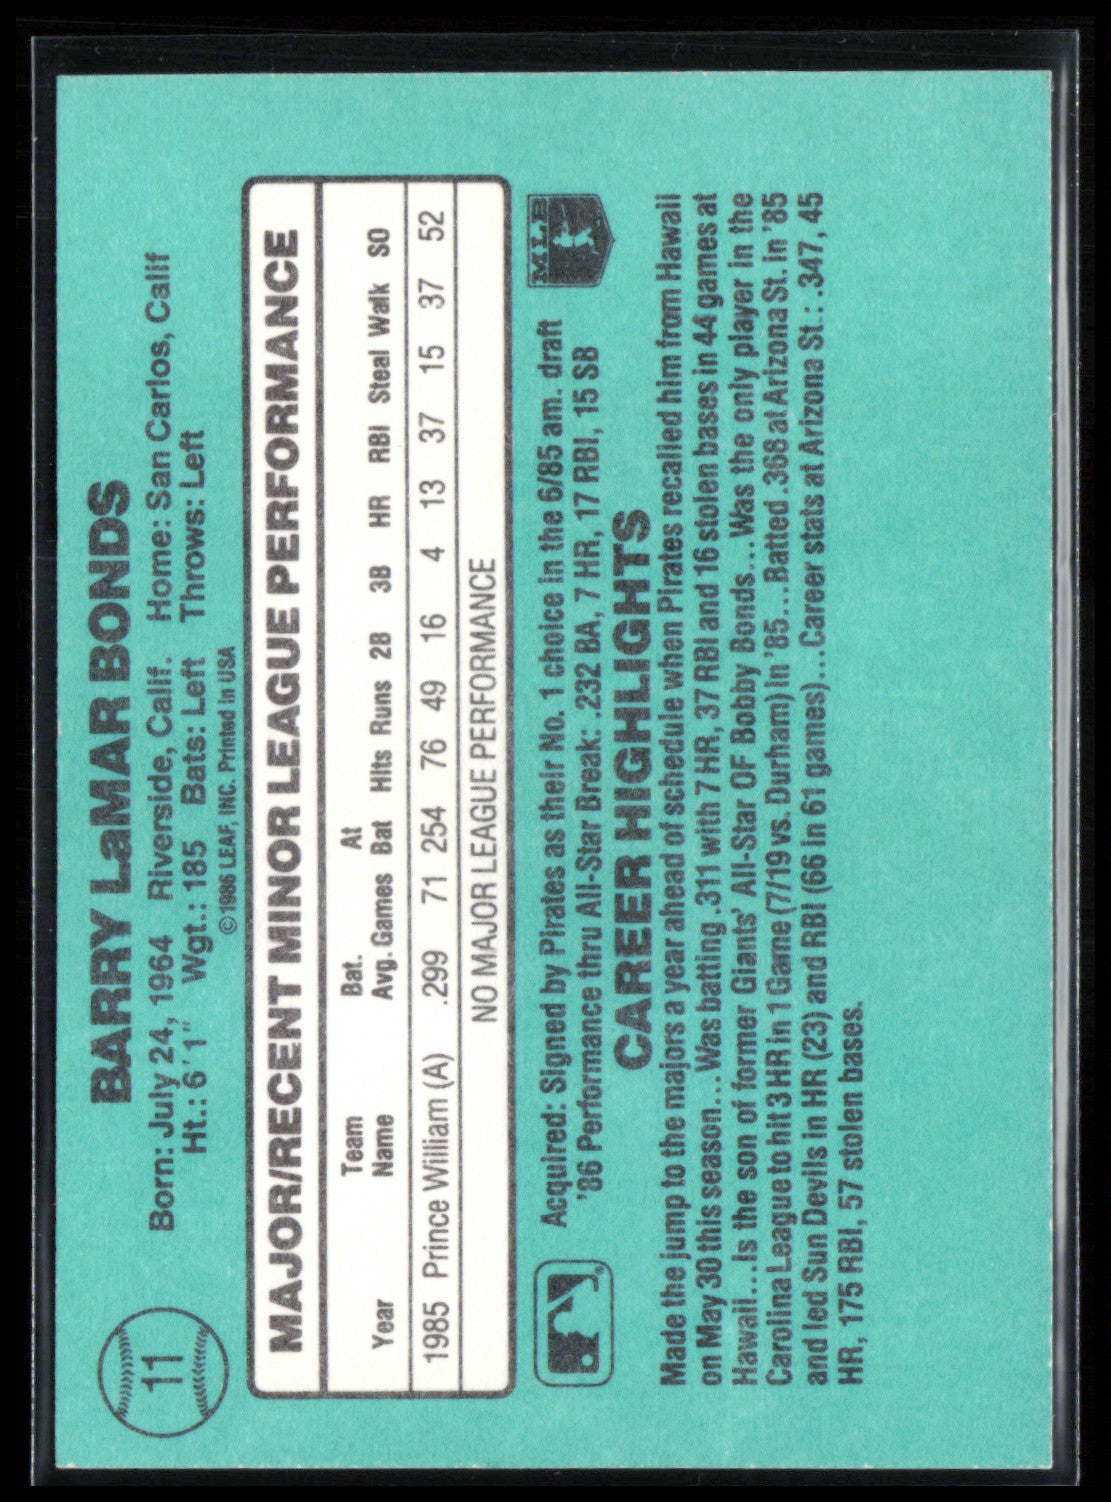 11
BARRY LaMAR BONDS
Born: July 24, 1964 Riverside, Calif. Home: San Carlos, Calif
Ht.: 6'1" Wgt.: 185 Bats: Left Throws: Left
©1986 LEAF, INC. Printed in USA
MAJOR/RECENT MINOR LEAGUE PERFORMANCE
Team Bat. At
Year Name Avg. Games Bat Hits Runs 2B 3B HR RBI Steal Walk SO
1985 Prince William (A) .299 71 254 76 49 16 4 13 37 15 37 52
NO MAJOR LEAGUE PERFORMANCE
Acquired: Signed by Pirates as their No. 1 choice in the 6/85 am. draft
'86 Performance thru All-Star Break: .232 BA, 7 HR, 17 RBI, 15 SB
MLB
CAREER HIGHLIGHTS
Made the jump to the majors a year ahead of schedule when Pirates recalled him from Hawaii
on May 30 this season...Was batting .311 with 7 HR, 37 RBI and 16 stolen bases in 44 games at
Hawaii...Is the son of former Giants' All-Star OF Bobby Bonds...Was the only player in the
Carolina League to hit 3 HR in 1 Game (7/19 vs. Durham) in '85...Batted .368 at Arizona St. in '85
and led Sun Devils in HR (23) and RBI (66 in 61 games)...Career stats at Arizona St.: .347, 45
HR, 175 RBI, 57 stolen bases.